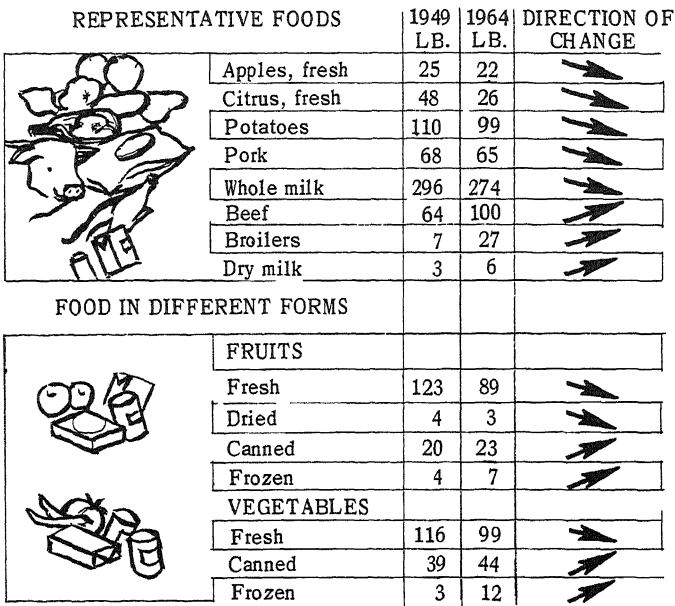 REPRESENTATIVE FOODS 1949 LB. 1964 LB. DIRECTION OF CHANGE
Apples, fresh 25 22
Citrus, fresh 48 26
Potatoes 110 99
Pork 68 65
Whole milk 296 274
Beef 64 100
Broilers 7 27
Dry milk 3 6
FOOD IN DIFFERENT FORMS
FRUITS
Fresh 123 89
Dried 4 3
Canned 20 23
Frozen 4 7
VEGETABLES
Fresh 116 99
Canned 39 44
Frozen 3 12